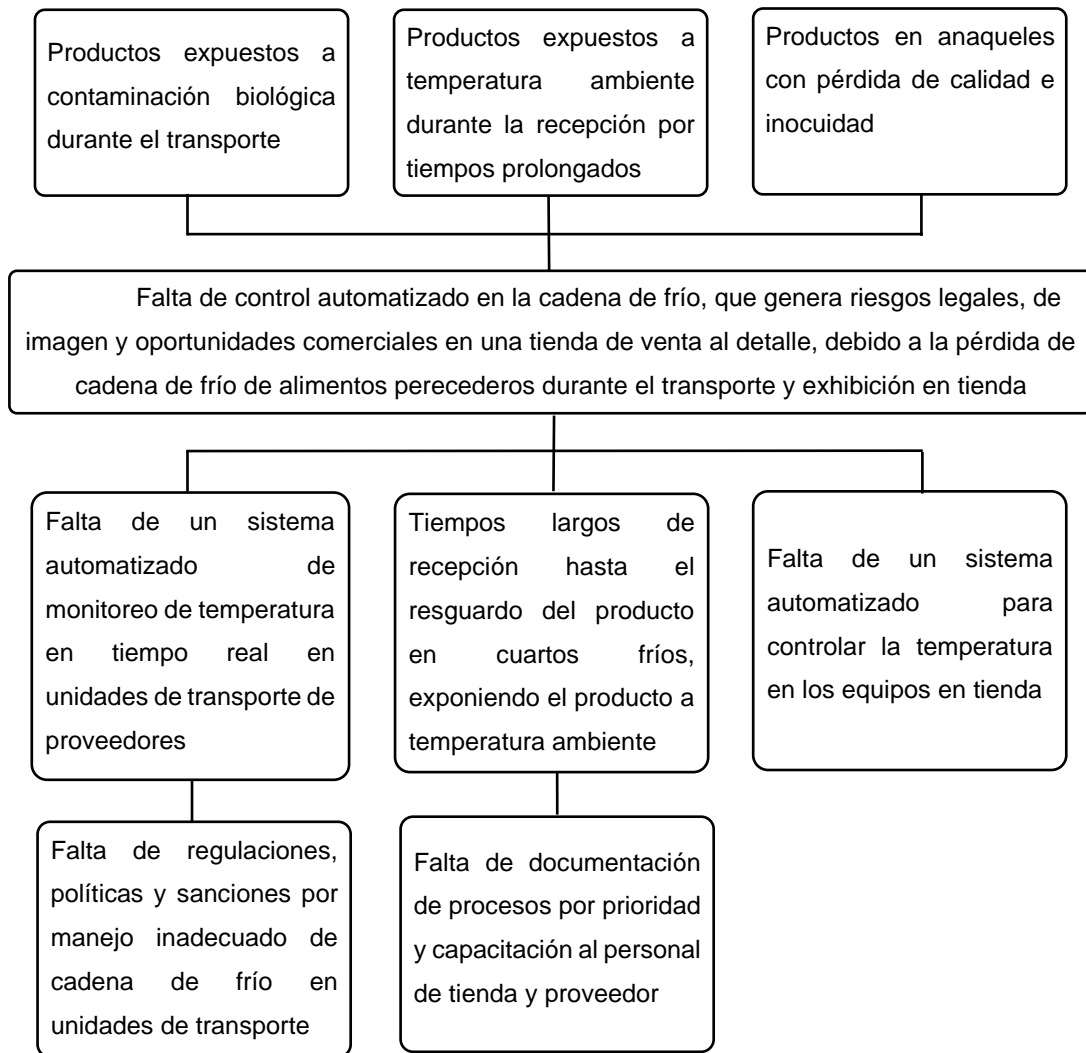 Productos expuestos a
contaminación biológica
durante el transporte
Productos expuestos a
temperatura ambiente
durante la recepción por
tiempos prolongados
Productos en anaqueles
con pérdida de calidad e
inocuidad
Falta de control automatizado en la cadena de frío, que genera riesgos legales, de
imagen y oportunidades comerciales en una tienda de venta al detalle, debido a la pérdida de
cadena de frío de alimentos perecederos durante el transporte y exhibición en tienda
Falta de un sistema
automatizado de
monitoreo de temperatura
en tiempo real en
unidades de transporte de
proveedores
Tiempos largos de
recepción hasta el
resguardo del producto
en cuartos fríos,
exponiendo el producto a
temperatura ambiente
Falta de un sistema
automatizado para
controlar la temperatura
en los equipos en tienda
Falta de regulaciones,
políticas y sanciones por
manejo inadecuado de
cadena de frío en
unidades de transporte
Falta de documentación
de procesos por prioridad
y capacitación al personal
de tienda y proveedor